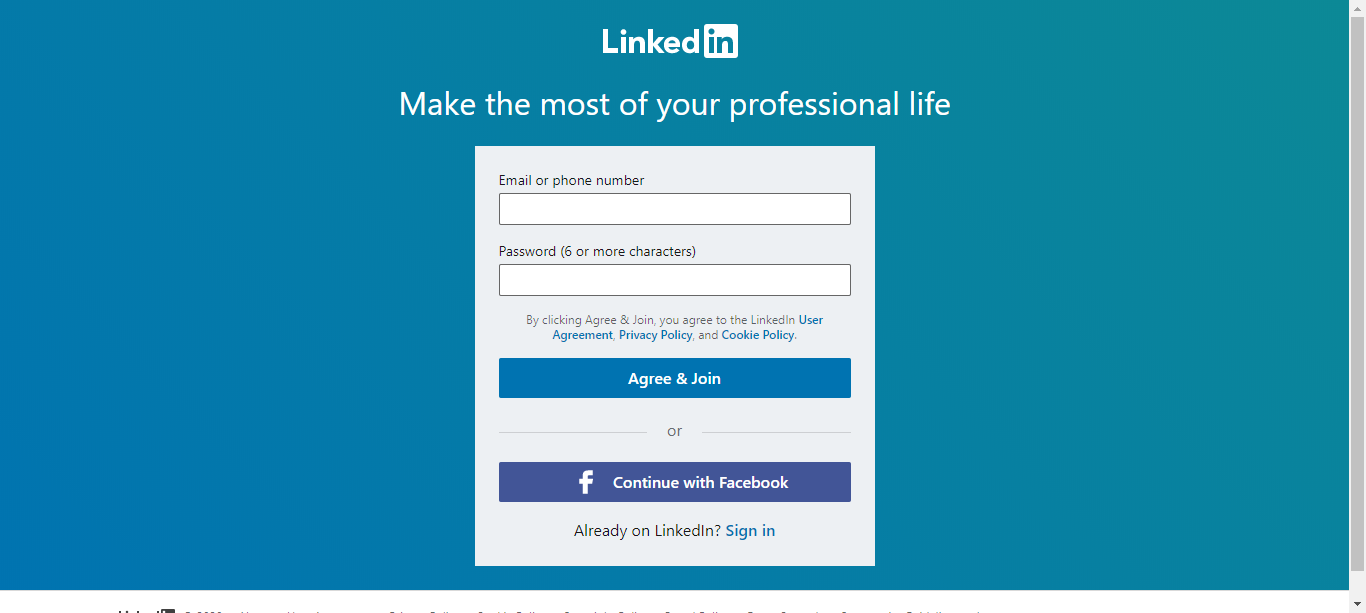 Linked in
Make the most of your professional life
Email or phone number
Password (6 or more characters)
By clicking Agree & Join, you agree to the LinkedIn User
Agreement, Privacy Policy, and Cookie Policy.
Agree & Join
or
f Continue with Facebook
Already on LinkedIn? Sign in